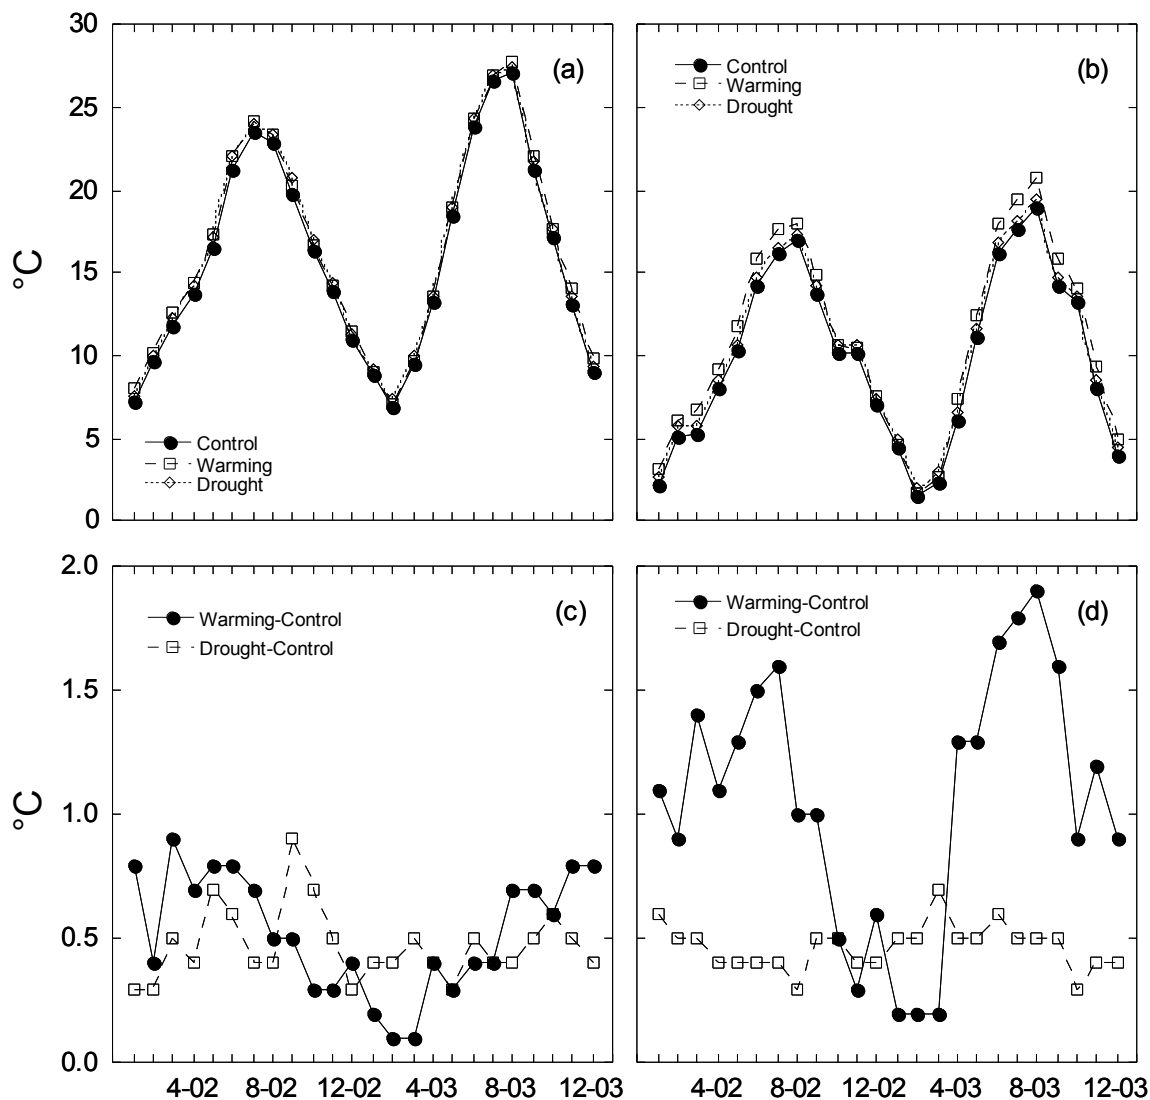 30
25
20
15
10
5
0
°C
(a)
Control
Warming
Drought
(b)
Control
Warming
Drought
2.0
1.5
1.0
0.5
0.0
°C
(c)
Warming-Control
Drought-Control
4-02 8-02 12-02 4-03 8-03 12-03
(d)
Warming-Control
Drought-Control
4-02 8-02 12-02 4-03 8-03 12-03